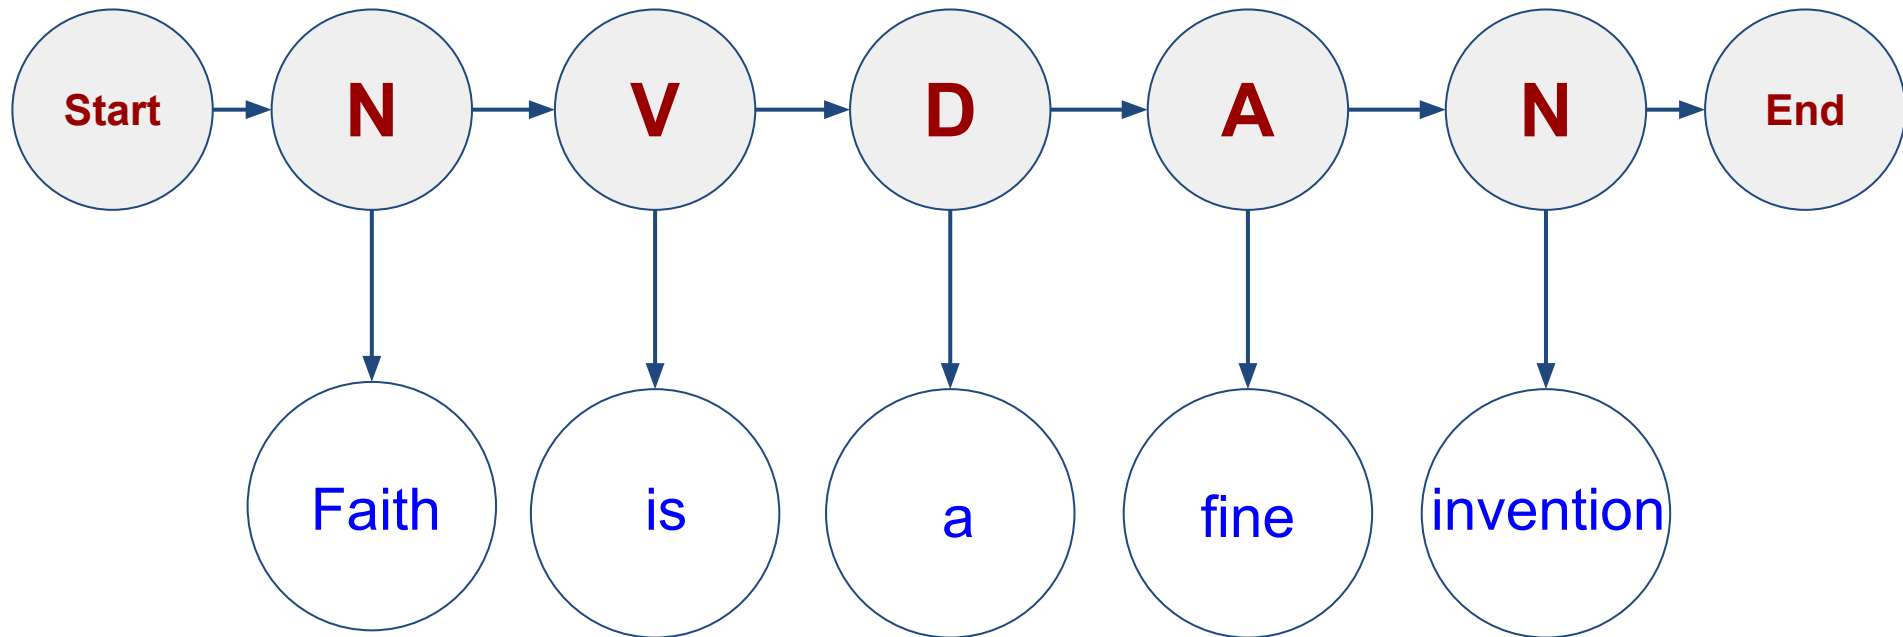 Start N V D A N End
Faith is a fine invention